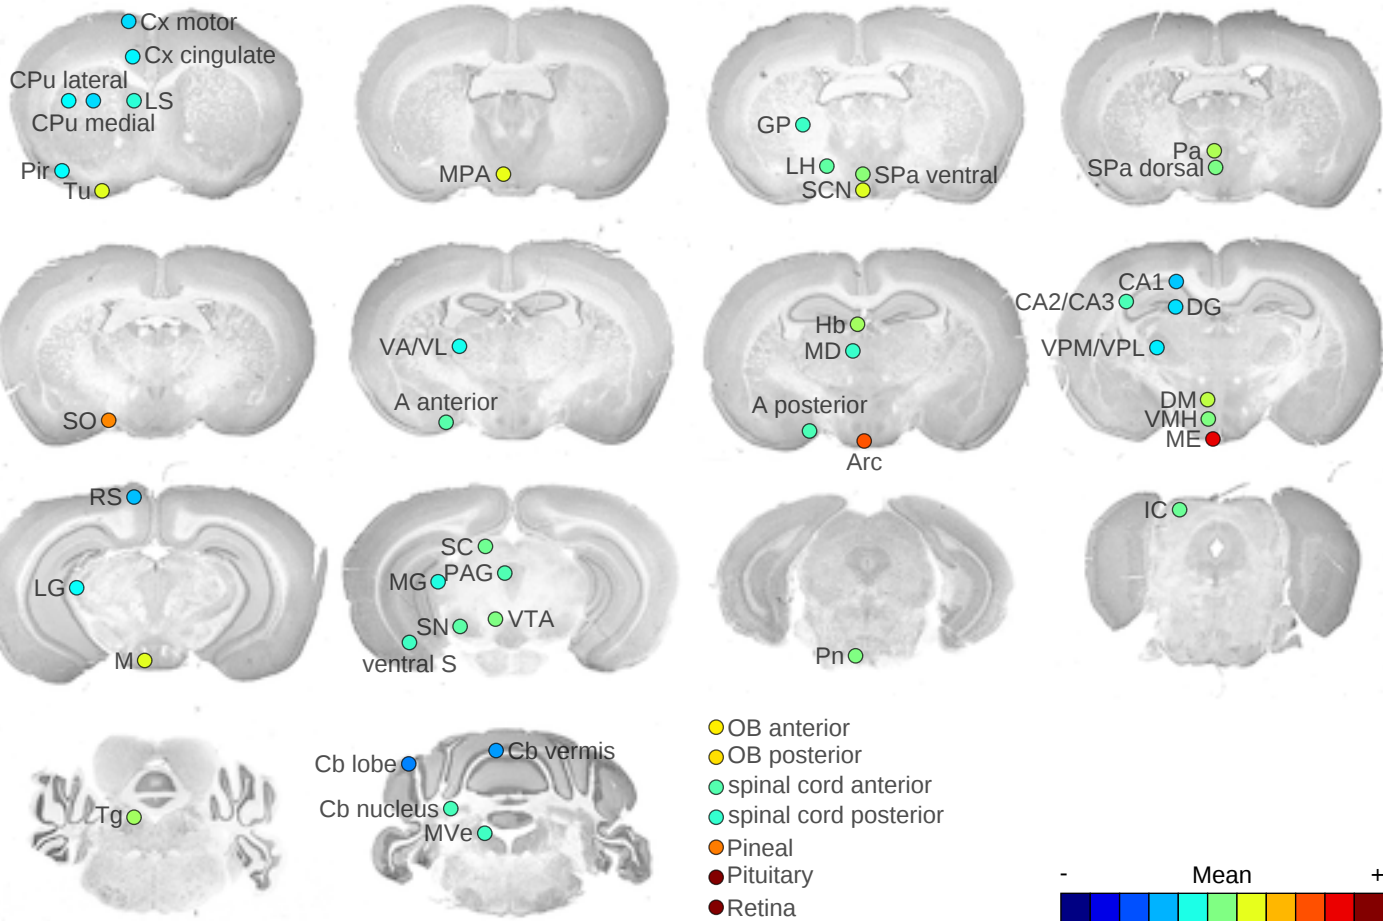 Cx motor
Cx cingulate
CPu lateral
LS
CPu medial
Pir
Tu
MPA
GP
LH
SPa ventral
SCN
Pa
SPa dorsal
SO
VA/VL
A anterior
Hb
MD
A posterior
Arc
CA1
CA2/CA3
DG
VPM/VPL
DM
VMH
ME
RS
LG
M
SC
MG
PAG
SN
VTA
ventral S
Pn
IC
Tg
Cb lobe
Cb vermis
Cb nucleus
MVe
OB anterior
OB posterior
spinal cord anterior
spinal cord posterior
Pineal
Pituitary
Retina
- Mean +